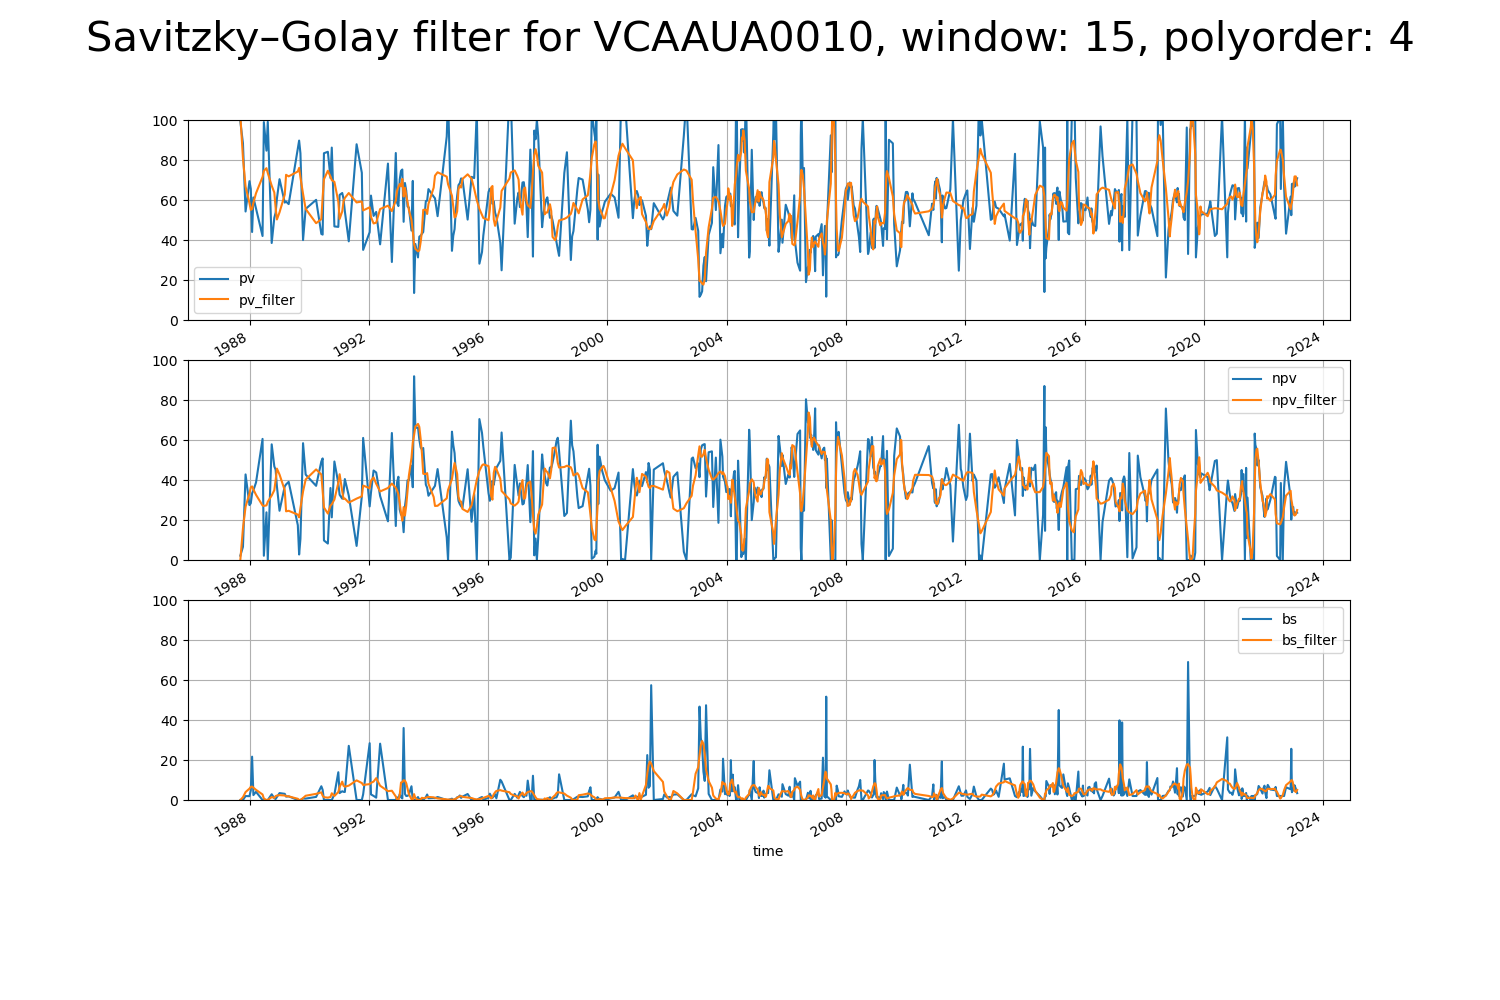 Savitzky–Golay filter for VCAAUA0010, window: 15, polyorder: 4
100
80
60
40
20
0
pv
pv_filter
1988 1992 1996 2000 2004 2008 2012 2016 2020 2024
100
80
60
40
20
0
npv
npv_filter
1988 1992 1996 2000 2004 2008 2012 2016 2020 2024
100
80
60
40
20
0
bs
bs_filter
1988 1992 1996 2000 2004 2008 2012 2016 2020 2024
time